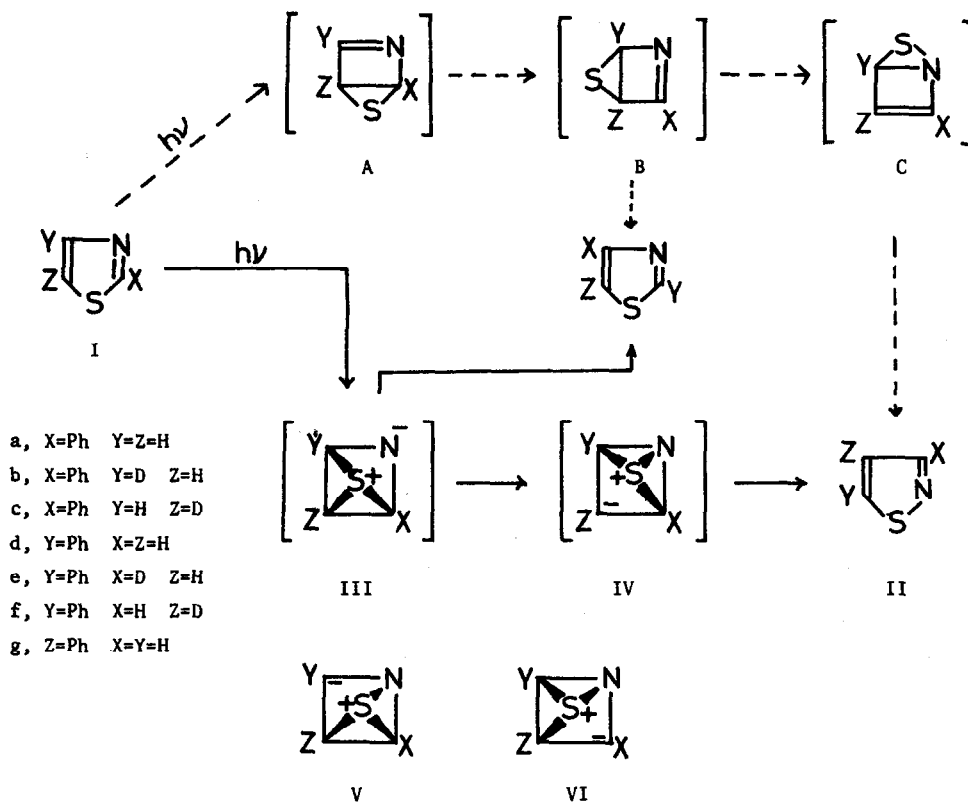 Y N Z X S
A
Y N S Z X
B
S Y N Z X
C
hν
Y N Z X S
I
hν
X N Z Y S
a, X=Ph Y=Z=H
b, X=Ph Y=D Z=H
c, X=Ph Y=H Z=D
d, Y=Ph X=Z=H
e, Y=Ph X=D Z=H
f, Y=Ph X=H Z=D
g, Z=Ph X=Y=H
Y N - S + Z X
III
Y N + S - Z X
IV
Z X Y N S
II
Y - N + S Z X
V
Y N S + Z - X
VI